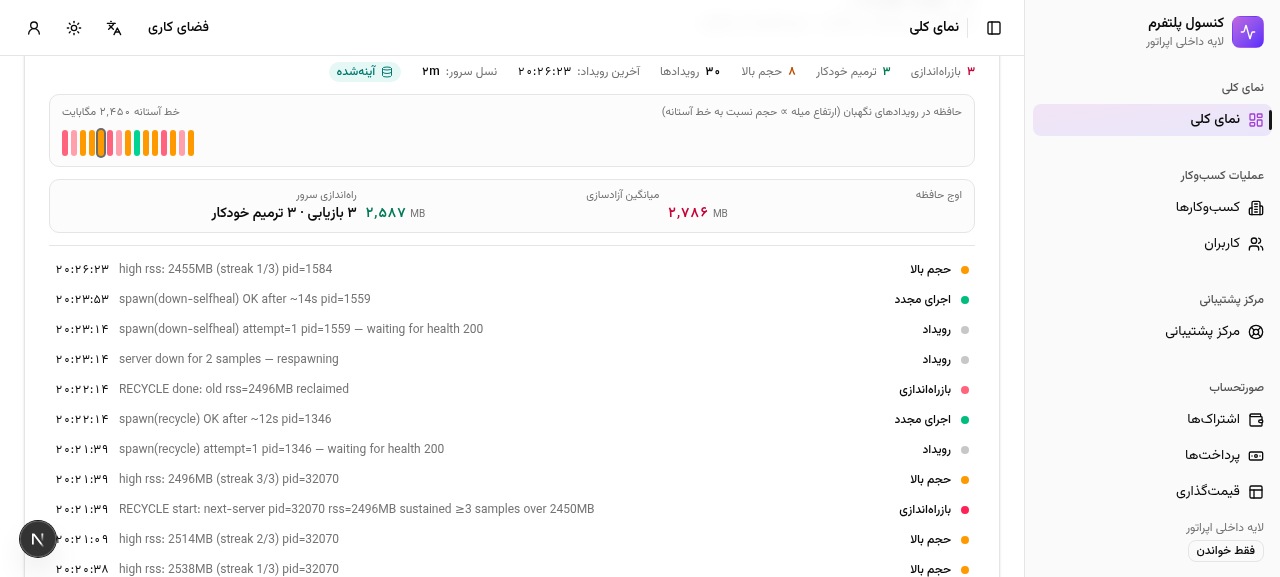 کنسول پلتفرم
لایه داخلی اپراتور
نمای کلی
نمای کلی
عملیات کسب‌وکار
کسب‌وکارها
کاربران
مرکز پشتیبانی
مرکز پشتیبانی
صورتحساب
اشتراک‌ها
پرداخت‌ها
قیمت‌گذاری
لایه داخلی اپراتور
فقط خواندن
نمای کلی
فضای کاری
۳ بازراه‌اندازی ۳ ترمیم خودکار ۸ حجم بالا ۳۰ رویدادها آخرین رویداد: ۲۰:۲۶:۲۳ نسل سرور: ۲m آینه‌شده
حافظه در رویدادهای نگهبان (ارتفاع میله ∝ حجم نسبت به خط آستانه) خط آستانه ۲٬۴۵۰ مگابایت
اوج حافظه ۲٬۷۸۶ MB
میانگین آزادسازی ۲٬۵۸۷ MB
راه‌اندازی سرور ۳ بازیابی · ۳ ترمیم خودکار
حجم بالا high rss: 2455MB (streak 1/3) pid=1584 ۲۰:۲۶:۲۳
اجرای مجدد spawn(down-selfheal) OK after ~14s pid=1559 ۲۰:۲۳:۵۳
رویداد spawn(down-selfheal) attempt=1 pid=1559 — waiting for health 200 ۲۰:۲۳:۱۴
رویداد server down for 2 samples — respawning ۲۰:۲۳:۱۴
بازراه‌اندازی RECYCLE done: old rss=2496MB reclaimed ۲۰:۲۲:۱۴
اجرای مجدد spawn(recycle) OK after ~12s pid=1346 ۲۰:۲۲:۱۴
رویداد spawn(recycle) attempt=1 pid=1346 — waiting for health 200 ۲۰:۲۱:۳۹
حجم بالا high rss: 2496MB (streak 3/3) pid=32070 ۲۰:۲۱:۳۹
بازراه‌اندازی RECYCLE start: next-server pid=32070 rss=2496MB sustained ≥3 samples over 2450MB ۲۰:۲۱:۳۹
حجم بالا high rss: 2514MB (streak 2/3) pid=32070 ۲۰:۲۱:۰۹
حجم بالا high rss: 2538MB (streak 1/3) pid=32070 ۲۰:۲۰:۳۸
N